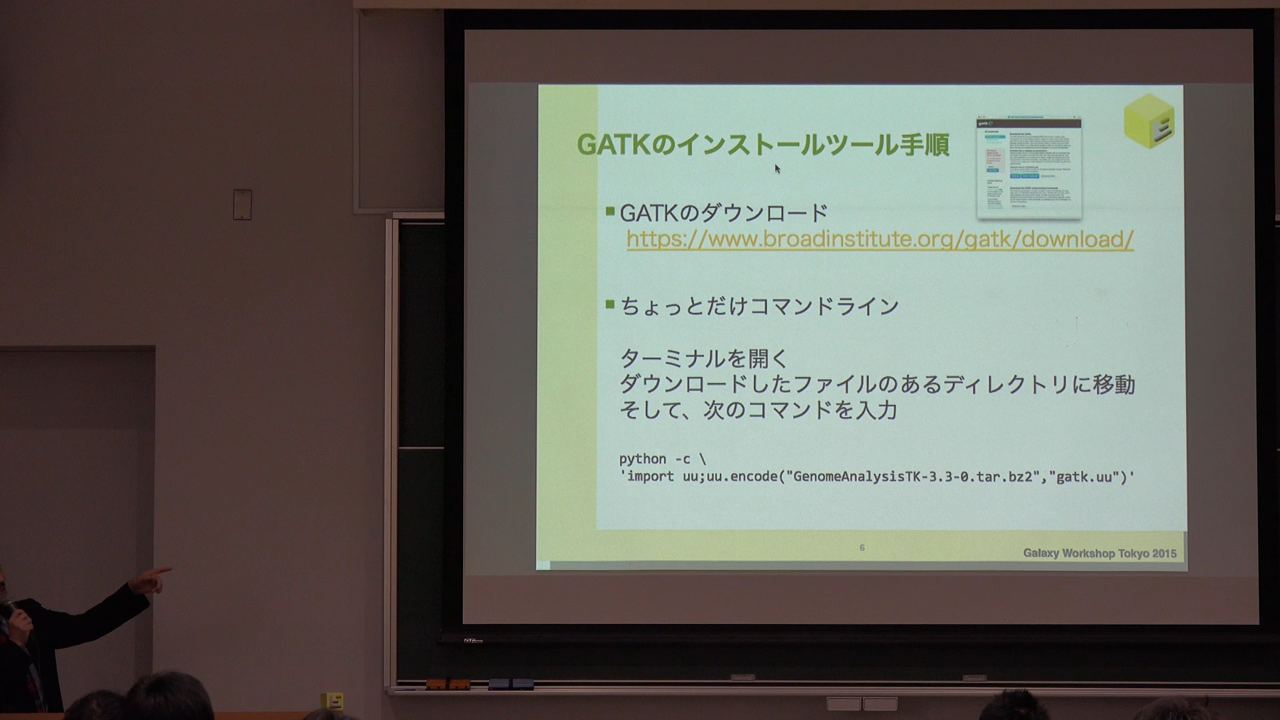 GATKのインストールツール手順
GATKのダウンロード
https://www.broadinstitute.org/gatk/download/
ちょっとだけコマンドライン
ターミナルを開く
ダウンロードしたファイルのあるディレクトリに移動
そして、次のコマンドを入力
python -c \
'import uu;uu.encode("GenomeAnalysisTK-3.3-0.tar.bz2","gatk.uu")'
6
Galaxy Workshop Tokyo 2015